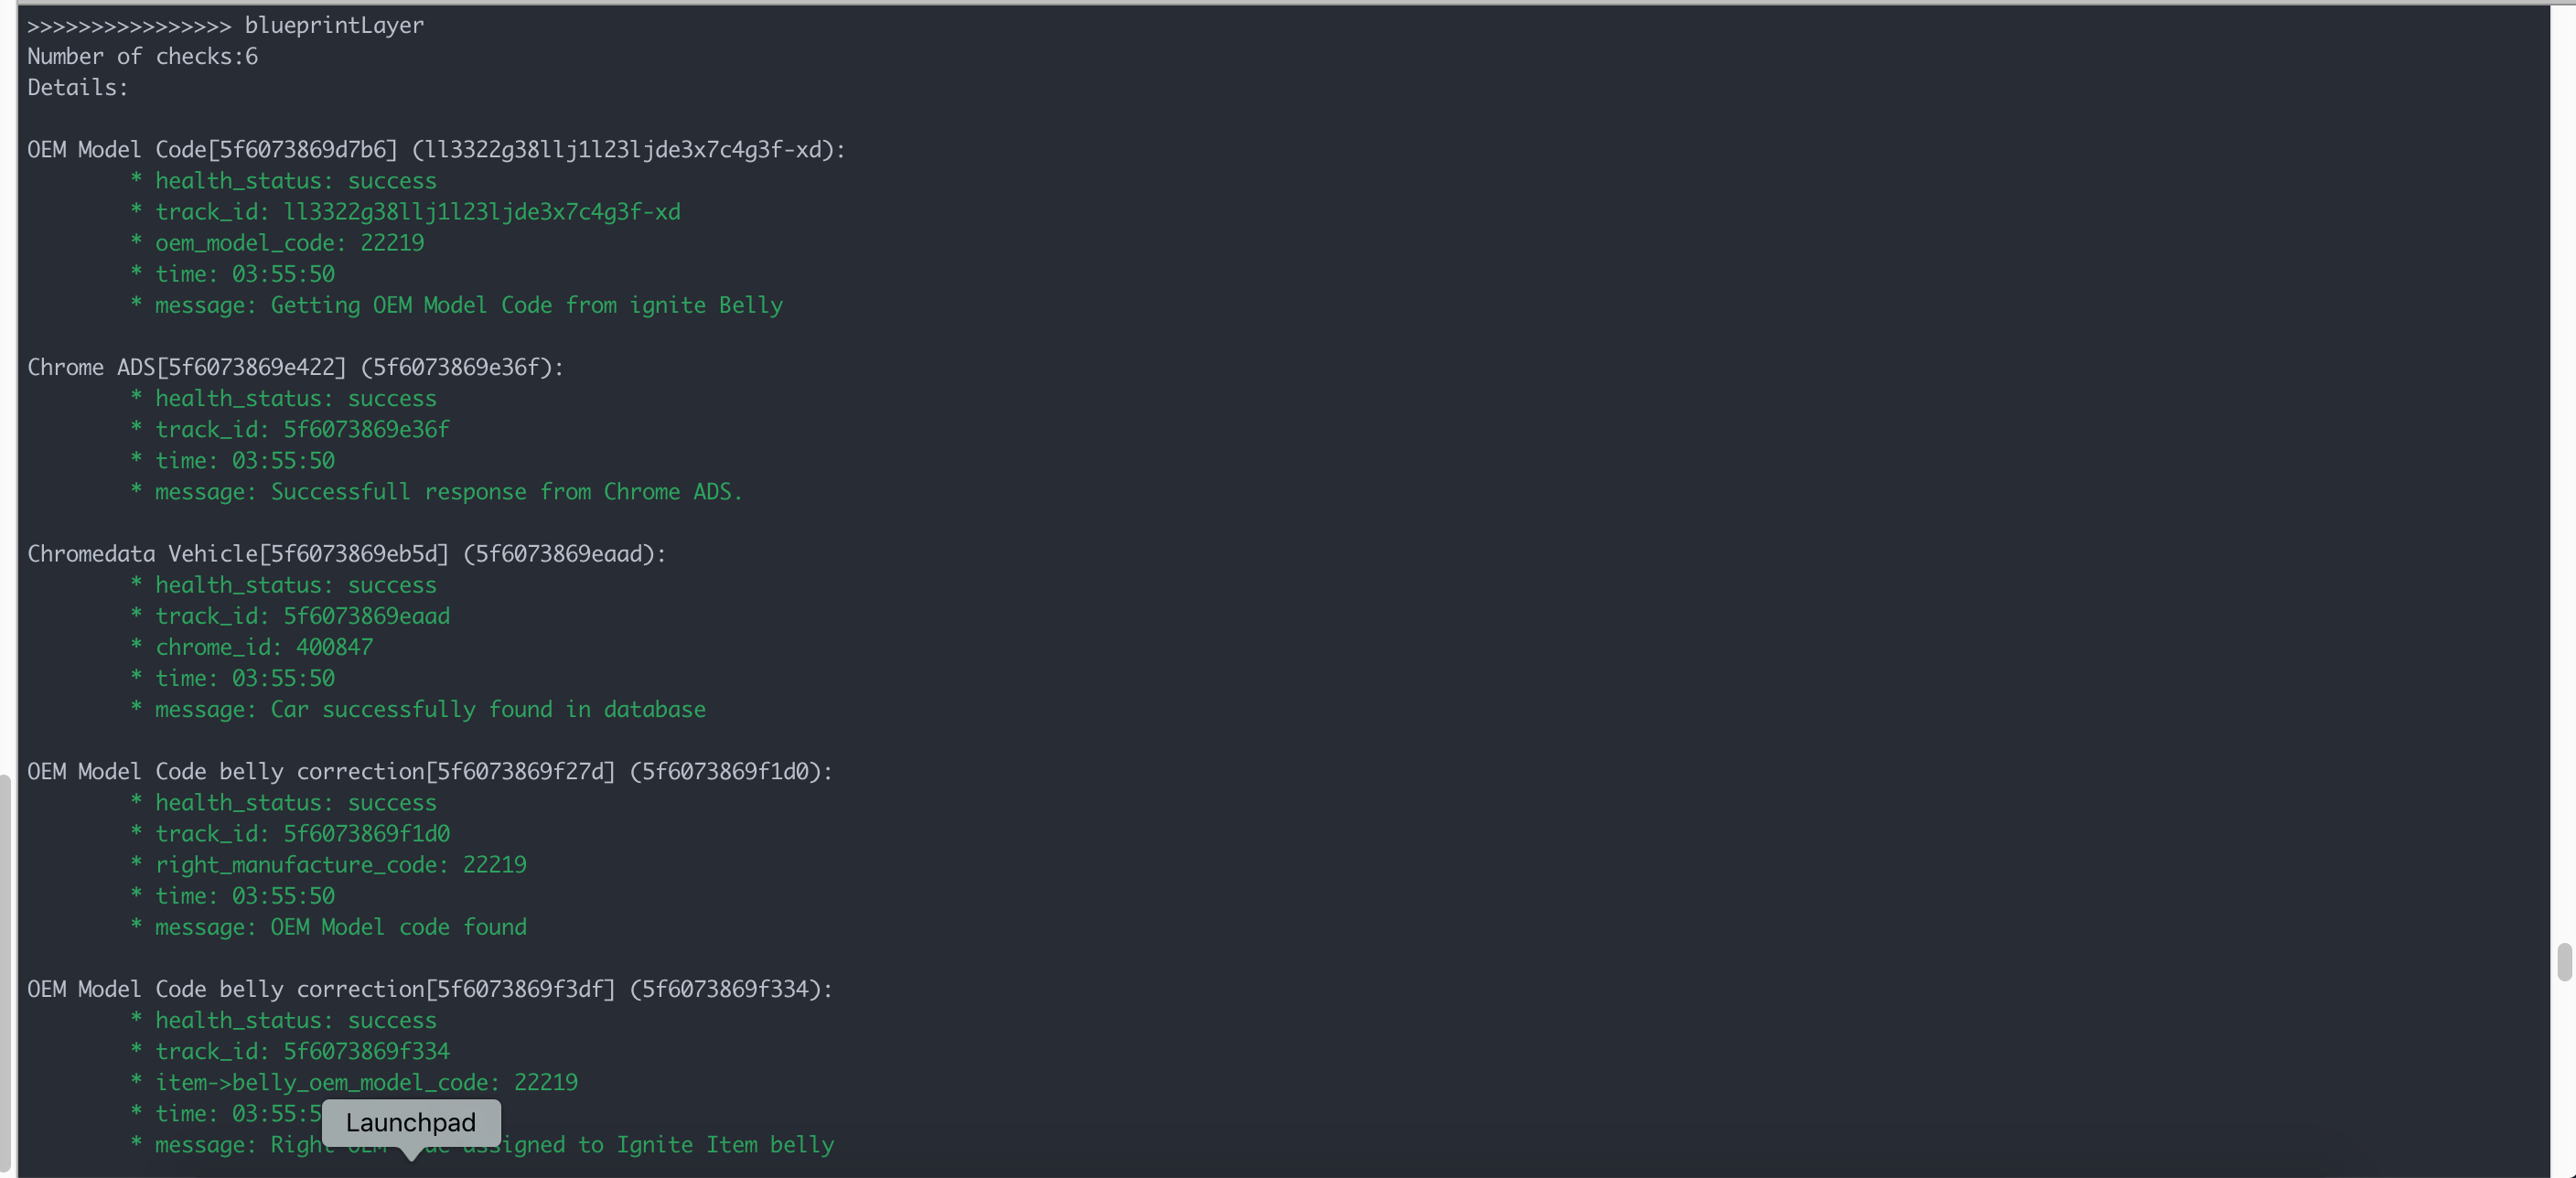 >>>>>>>>>>>>>>>> blueprintLayer
Number of checks:6
Details:
OEM Model Code[5f6073869d7b6] (ll3322g38llj1l23ljde3x7c4g3f-xd):
* health_status: success
* track_id: ll3322g38llj1l23ljde3x7c4g3f-xd
* oem_model_code: 22219
* time: 03:55:50
* message: Getting OEM Model Code from ignite Belly
Chrome ADS[5f6073869e422] (5f6073869e36f):
* health_status: success
* track_id: 5f6073869e36f
* time: 03:55:50
* message: Successfull response from Chrome ADS.
Chromedata Vehicle[5f6073869eb5d] (5f6073869eaad):
* health_status: success
* track_id: 5f6073869eaad
* chrome_id: 400847
* time: 03:55:50
* message: Car successfully found in database
OEM Model Code belly correction[5f6073869f27d] (5f6073869f1d0):
* health_status: success
* track_id: 5f6073869f1d0
* right_manufacture_code: 22219
* time: 03:55:50
* message: OEM Model code found
OEM Model Code belly correction[5f6073869f3df] (5f6073869f334):
* health_status: success
* track_id: 5f6073869f334
* item->belly_oem_model_code: 22219
* time: 03:55:5
Launchpad
* message: Right OEM assigned to Ignite Item belly